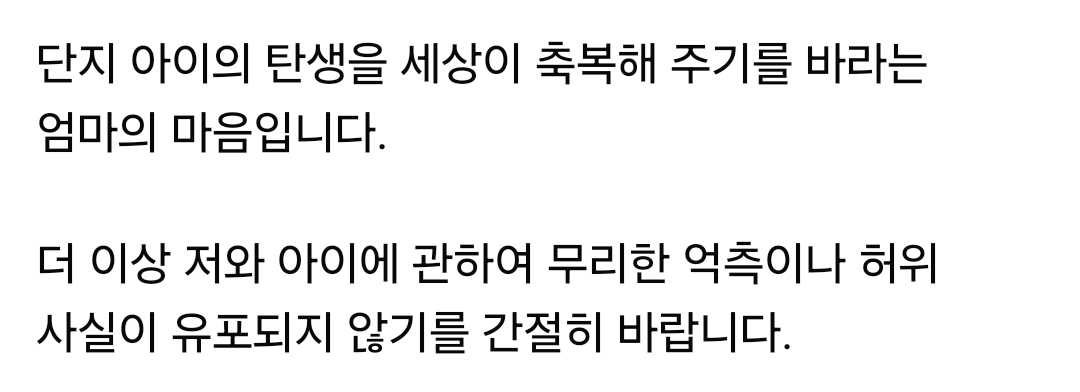 단지 아이의 탄생을 세상이 축복해 주기를 바라는
엄마의 마음입니다.
더 이상 저와 아이에 관하여 무리한 억측이나 허위
사실이 유포되지 않기를 간절히 바랍니다.